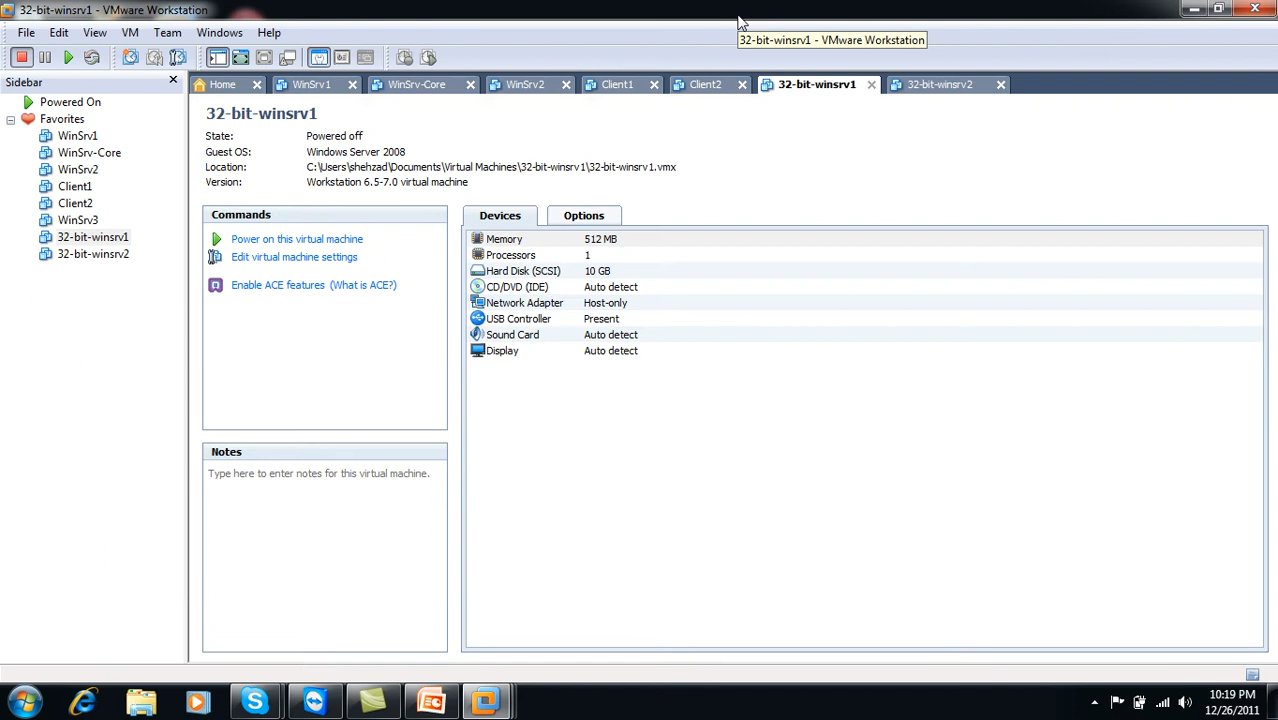 32-bit-winsrv1 - VMware Workstation
File Edit View VM Team Windows Help
32-bit-winsrv1 - VMware Workstation
Sidebar
Powered On
Favorites
WinSrv1
WinSrv-Core
WinSrv2
Client1
Client2
WinSrv3
32-bit-winsrv1
32-bit-winsrv2
Home WinSrv1 WinSrv-Core WinSrv2 Client1 Client2 32-bit-winsrv1 32-bit-winsrv2
32-bit-winsrv1
State: Powered off
Guest OS: Windows Server 2008
Location: C:\Users\shehzad\Documents\Virtual Machines\32-bit-winsrv1\32-bit-winsrv1.vmx
Version: Workstation 6.5-7.0 virtual machine
Commands
Power on this virtual machine
Edit virtual machine settings
Enable ACE features (What is ACE?)
Notes
Type here to enter notes for this virtual machine.
Devices Options
Memory 512 MB
Processors 1
Hard Disk (SCSI) 10 GB
CD/DVD (IDE) Auto detect
Network Adapter Host-only
USB Controller Present
Sound Card Auto detect
Display Auto detect
10:19 PM
12/26/2011